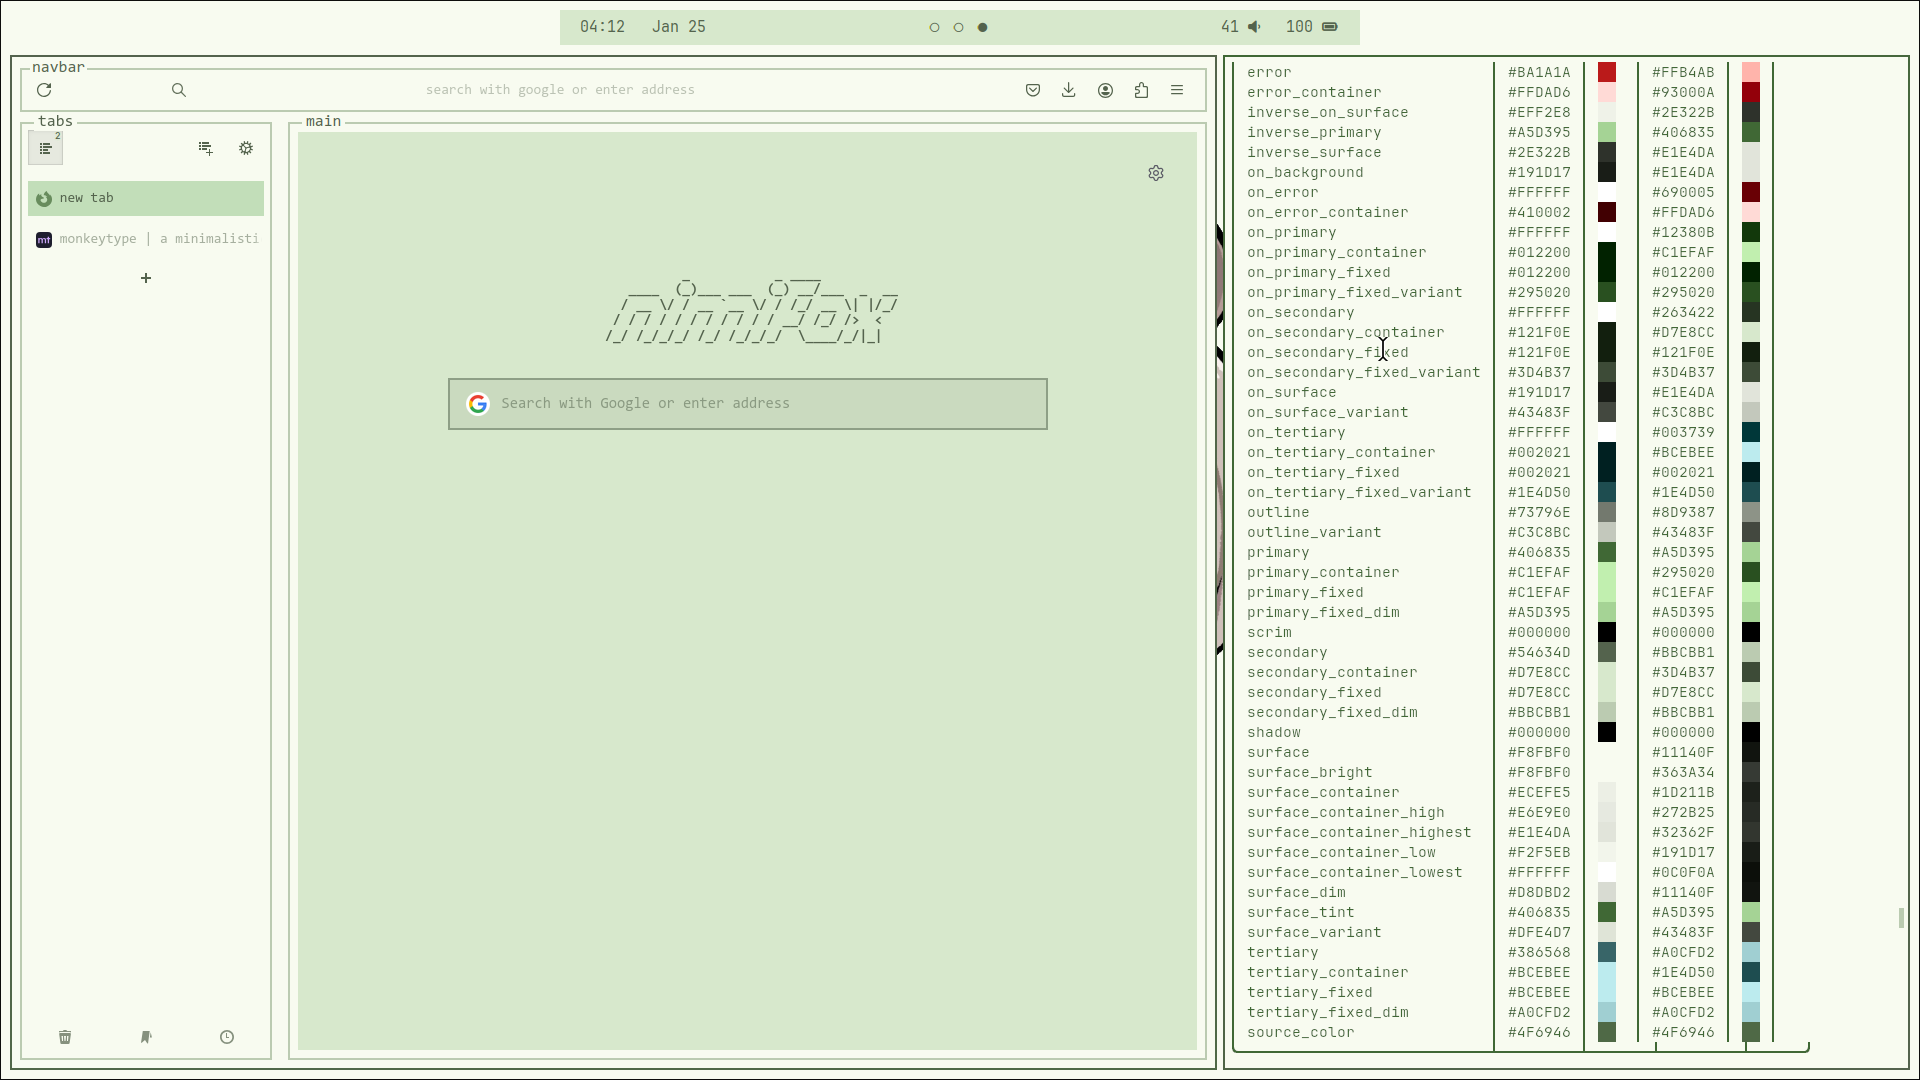 04:12 Jan 25 41 100
navbar
search with google or enter address
tabs
2
new tab
monkeytype | a minimalisti
main
Search with Google or enter address
error #BA1A1A #FFB4AB
error_container #FFDAD6 #93000A
inverse_on_surface #EFF2E8 #2E322B
inverse_primary #A5D395 #406835
inverse_surface #2E322B #E1E4DA
on_background #191D17 #E1E4DA
on_error #FFFFFF #690005
on_error_container #410002 #FFDAD6
on_primary #FFFFFF #12380B
on_primary_container #012200 #C1EFAF
on_primary_fixed #012200 #012200
on_primary_fixed_variant #295020 #295020
on_secondary #FFFFFF #263422
on_secondary_container #121F0E #D7E8CC
on_secondary_fixed #121F0E #121F0E
on_secondary_fixed_variant #3D4B37 #3D4B37
on_surface #191D17 #E1E4DA
on_surface_variant #43483F #C3C8BC
on_tertiary #FFFFFF #003739
on_tertiary_container #002021 #BCEBEE
on_tertiary_fixed #002021 #002021
on_tertiary_fixed_variant #1E4D50 #1E4D50
outline #73796E #8D9387
outline_variant #C3C8BC #43483F
primary #406835 #A5D395
primary_container #C1EFAF #295020
primary_fixed #C1EFAF #C1EFAF
primary_fixed_dim #A5D395 #A5D395
scrim #000000 #000000
secondary #54634D #BBCBB1
secondary_container #D7E8CC #3D4B37
secondary_fixed #D7E8CC #D7E8CC
secondary_fixed_dim #BBCBB1 #BBCBB1
shadow #000000 #000000
surface #F8FBF0 #11140F
surface_bright #F8FBF0 #363A34
surface_container #ECEFE5 #1D211B
surface_container_high #E6E9E0 #272B25
surface_container_highest #E1E4DA #32362F
surface_container_low #F2F5EB #191D17
surface_container_lowest #FFFFFF #0C0F0A
surface_dim #D8DBD2 #11140F
surface_tint #406835 #A5D395
surface_variant #DFE4D7 #43483F
tertiary #386568 #A0CFD2
tertiary_container #BCEBEE #1E4D50
tertiary_fixed #BCEBEE #BCEBEE
tertiary_fixed_dim #A0CFD2 #A0CFD2
source_color #4F6946 #4F6946